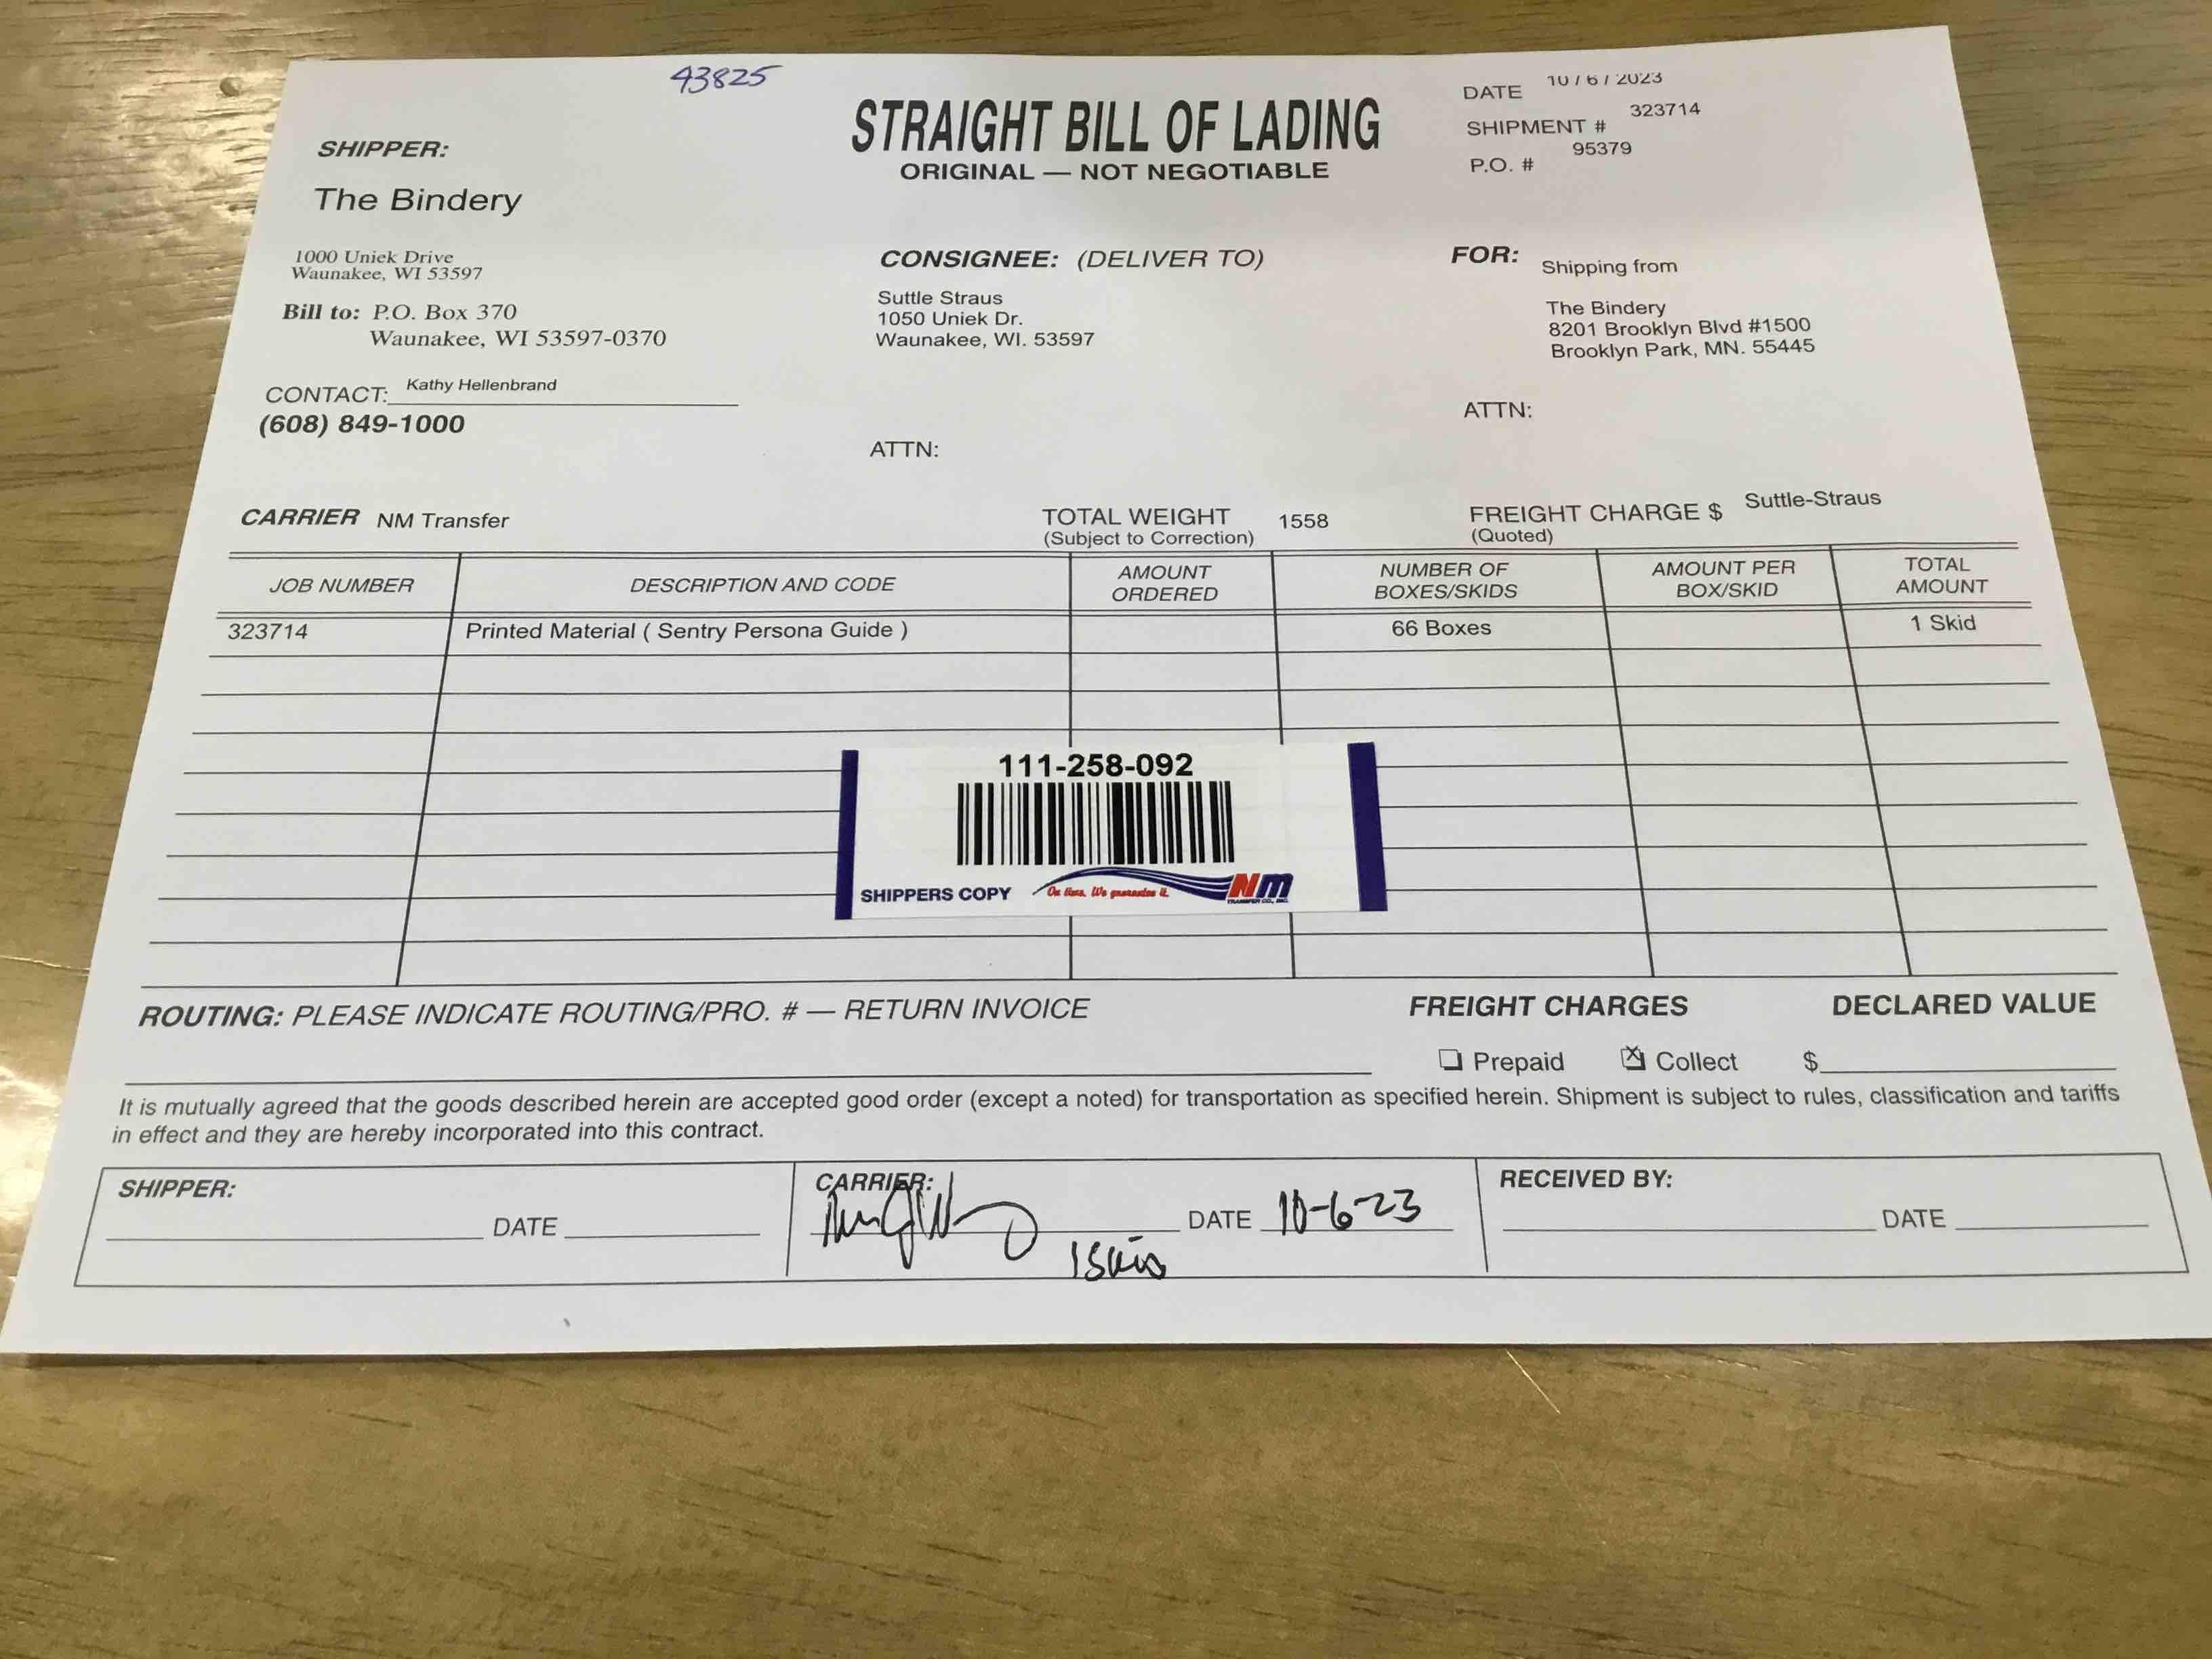 43825
STRAIGHT BILL OF LADING
ORIGINAL — NOT NEGOTIABLE
DATE 10 / 6 / 2023
SHIPMENT # 323714
P.O. # 95379
SHIPPER:
The Bindery
1000 Uniek Drive
Waunakee, WI 53597
Bill to: P.O. Box 370
Waunakee, WI 53597-0370
CONTACT: Kathy Hellenbrand
(608) 849-1000
CONSIGNEE: (DELIVER TO)
Suttle Straus
1050 Uniek Dr.
Waunakee, WI. 53597
ATTN:
FOR: Shipping from
The Bindery
8201 Brooklyn Blvd #1500
Brooklyn Park, MN. 55445
ATTN:
CARRIER NM Transfer
TOTAL WEIGHT 1558
(Subject to Correction)
FREIGHT CHARGE $ Suttle-Straus
(Quoted)
JOB NUMBER
DESCRIPTION AND CODE
AMOUNT
ORDERED
NUMBER OF
BOXES/SKIDS
AMOUNT PER
BOX/SKID
TOTAL
AMOUNT
323714 Printed Material ( Sentry Persona Guide ) 66 Boxes 1 Skid
111-258-092
SHIPPERS COPY
On time. We guarantee it.
NM
TRANSFER CO., INC.
ROUTING: PLEASE INDICATE ROUTING/PRO. # — RETURN INVOICE
FREIGHT CHARGES
DECLARED VALUE
Prepaid
Collect
$
It is mutually agreed that the goods described herein are accepted good order (except a noted) for transportation as specified herein. Shipment is subject to rules, classification and tariffs
in effect and they are hereby incorporated into this contract.
SHIPPER:
DATE
CARRIER:
DATE 10-6-23
RECEIVED BY:
DATE